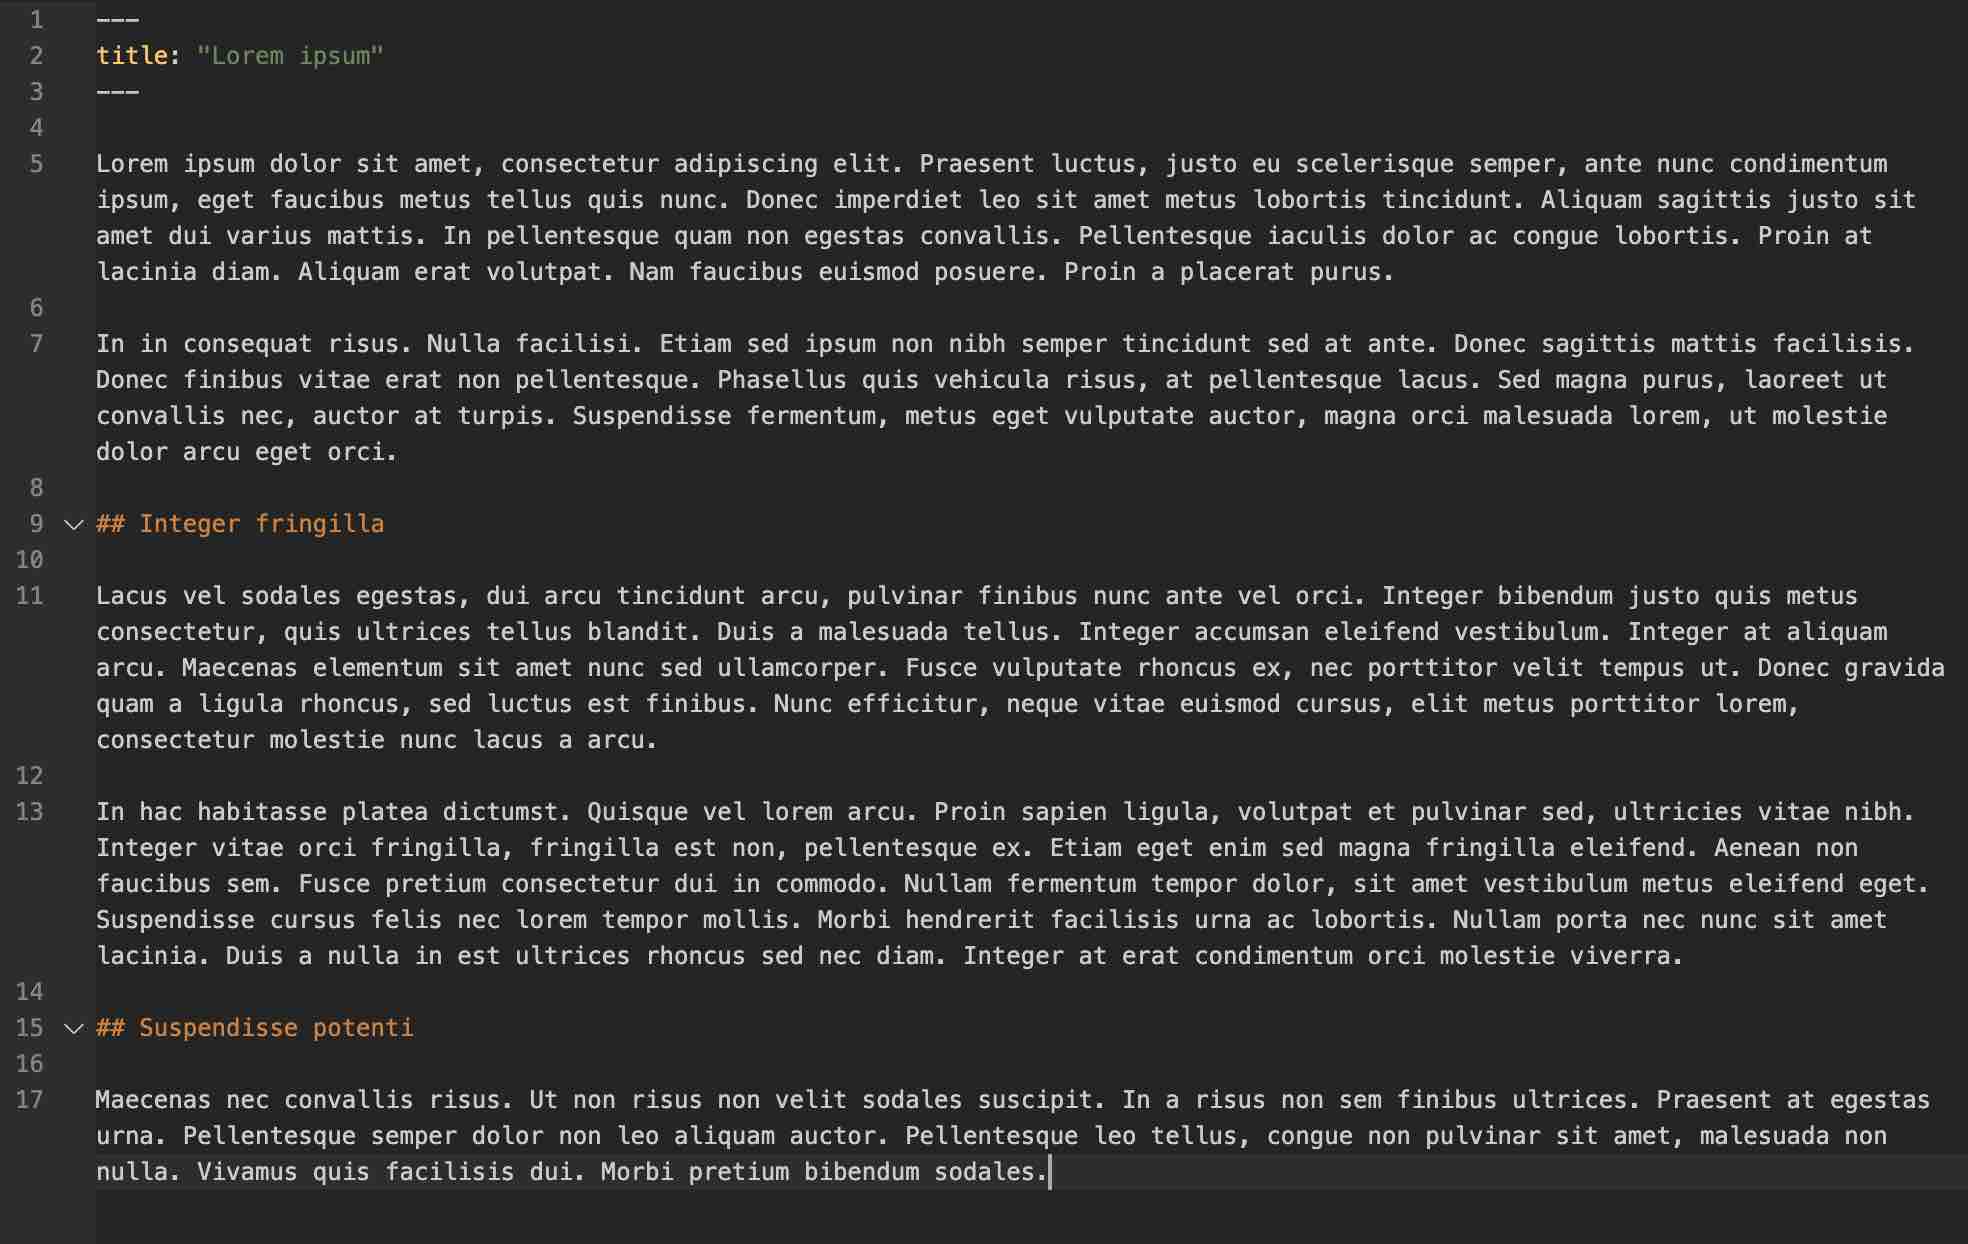 1 ---
2 title: "Lorem ipsum"
3 ---
4
5 Lorem ipsum dolor sit amet, consectetur adipiscing elit. Praesent luctus, justo eu scelerisque semper, ante nunc condimentum
ipsum, eget faucibus metus tellus quis nunc. Donec imperdiet leo sit amet metus lobortis tincidunt. Aliquam sagittis justo sit
amet dui varius mattis. In pellentesque quam non egestas convallis. Pellentesque iaculis dolor ac congue lobortis. Proin at
lacinia diam. Aliquam erat volutpat. Nam faucibus euismod posuere. Proin a placerat purus.
6
7 In in consequat risus. Nulla facilisi. Etiam sed ipsum non nibh semper tincidunt sed at ante. Donec sagittis mattis facilisis.
Donec finibus vitae erat non pellentesque. Phasellus quis vehicula risus, at pellentesque lacus. Sed magna purus, laoreet ut
convallis nec, auctor at turpis. Suspendisse fermentum, metus eget vulputate auctor, magna orci malesuada lorem, ut molestie
dolor arcu eget orci.
8
9 ## Integer fringilla
10
11 Lacus vel sodales egestas, dui arcu tincidunt arcu, pulvinar finibus nunc ante vel orci. Integer bibendum justo quis metus
consectetur, quis ultrices tellus blandit. Duis a malesuada tellus. Integer accumsan eleifend vestibulum. Integer at aliquam
arcu. Maecenas elementum sit amet nunc sed ullamcorper. Fusce vulputate rhoncus ex, nec porttitor velit tempus ut. Donec gravida
quam a ligula rhoncus, sed luctus est finibus. Nunc efficitur, neque vitae euismod cursus, elit metus porttitor lorem,
consectetur molestie nunc lacus a arcu.
12
13 In hac habitasse platea dictumst. Quisque vel lorem arcu. Proin sapien ligula, volutpat et pulvinar sed, ultricies vitae nibh.
Integer vitae orci fringilla, fringilla est non, pellentesque ex. Etiam eget enim sed magna fringilla eleifend. Aenean non
faucibus sem. Fusce pretium consectetur dui in commodo. Nullam fermentum tempor dolor, sit amet vestibulum metus eleifend eget.
Suspendisse cursus felis nec lorem tempor mollis. Morbi hendrerit facilisis urna ac lobortis. Nullam porta nec nunc sit amet
lacinia. Duis a nulla in est ultrices rhoncus sed nec diam. Integer at erat condimentum orci molestie viverra.
14
15 ## Suspendisse potenti
16
17 Maecenas nec convallis risus. Ut non risus non velit sodales suscipit. In a risus non sem finibus ultrices. Praesent at egestas
urna. Pellentesque semper dolor non leo aliquam auctor. Pellentesque leo tellus, congue non pulvinar sit amet, malesuada non
nulla. Vivamus quis facilisis dui. Morbi pretium bibendum sodales.